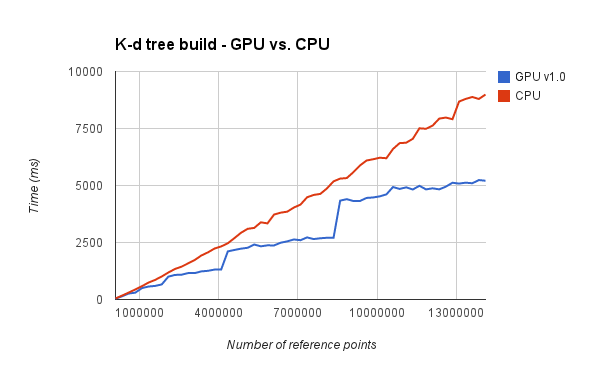 K-d tree build - GPU vs. CPU
10000
7500
5000
2500
0
Time (ms)
GPU v1.0
CPU
1000000 4000000 7000000 10000000 13000000
Number of reference points